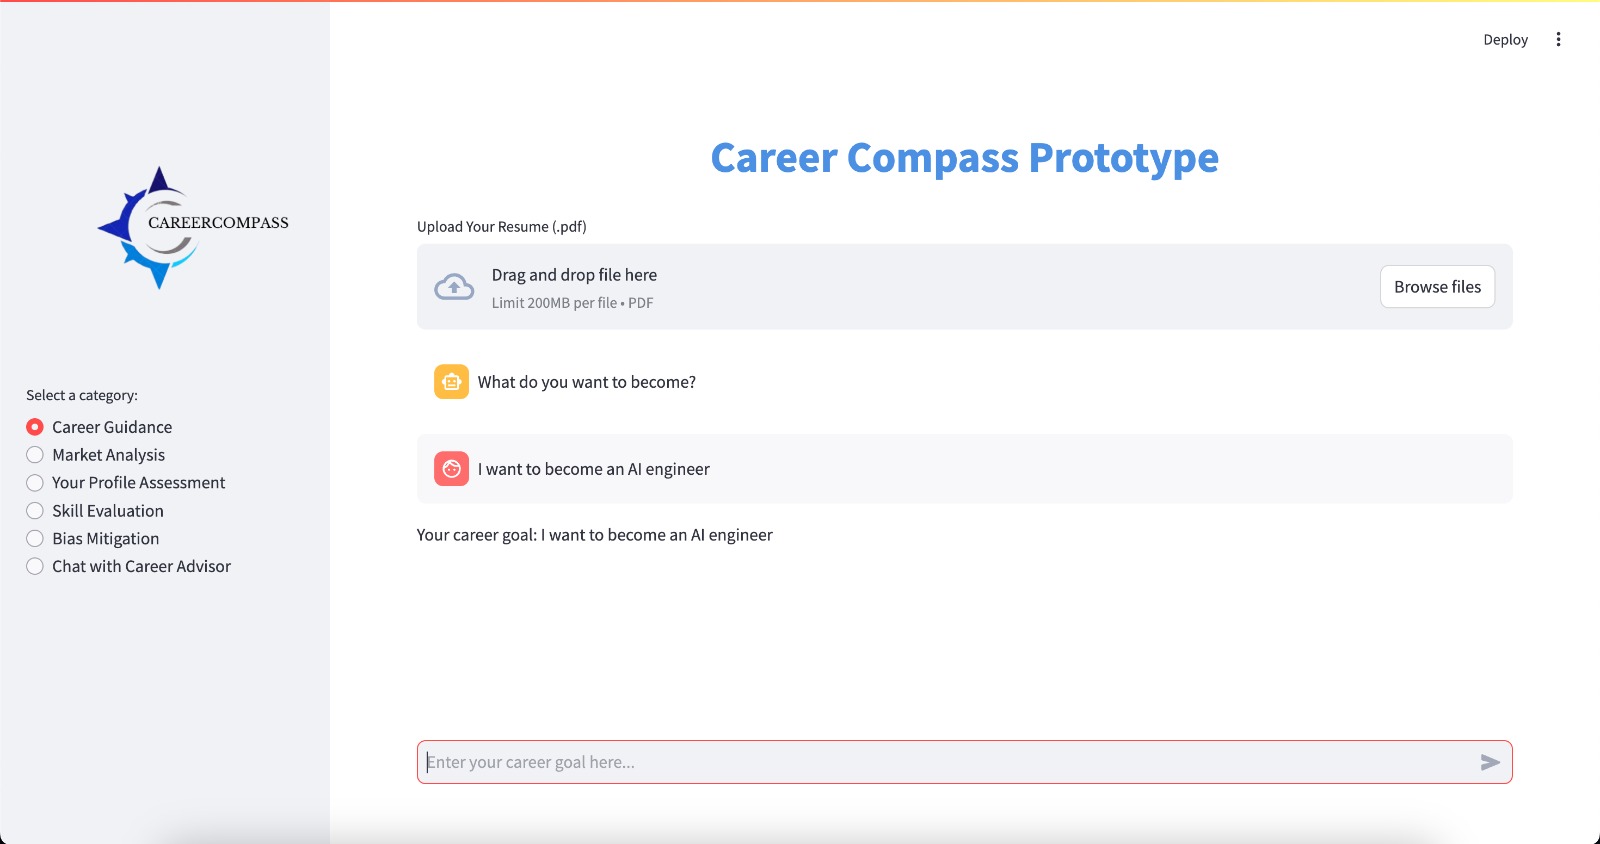 Deploy
CAREERCOMPASS
Select a category:
Career Guidance
Market Analysis
Your Profile Assessment
Skill Evaluation
Bias Mitigation
Chat with Career Advisor
Career Compass Prototype
Upload Your Resume (.pdf)
Drag and drop file here
Limit 200MB per file • PDF
Browse files
What do you want to become?
I want to become an AI engineer
Your career goal: I want to become an AI engineer
Enter your career goal here...